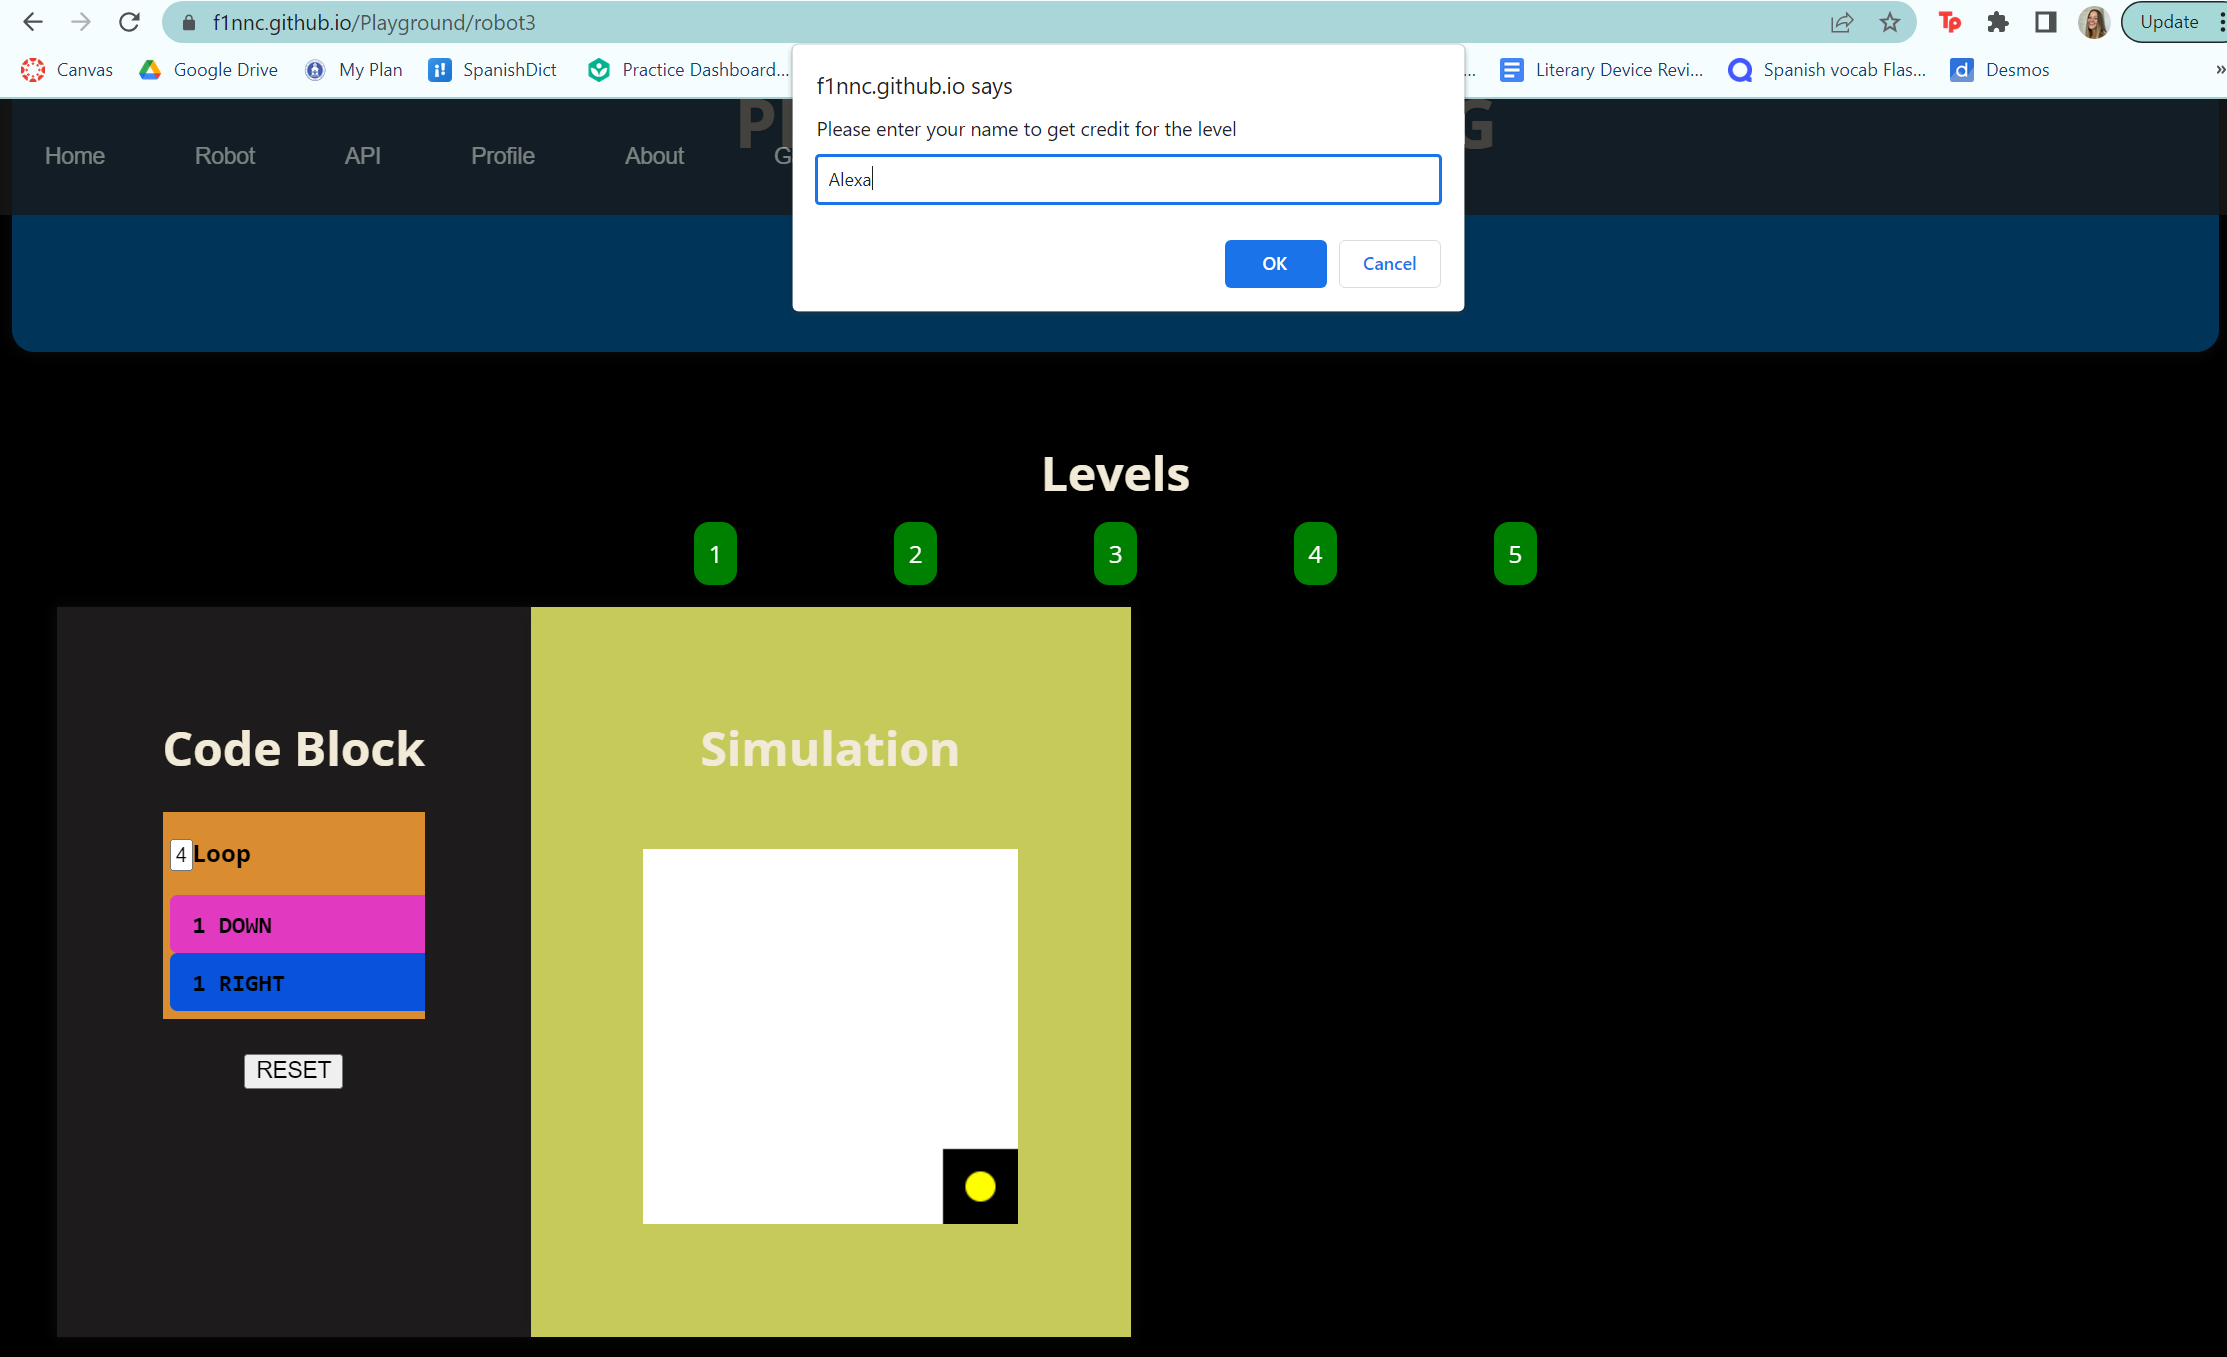 f1nnc.github.io/Playground/robot3
Tp
Update
Canvas
Google Drive
My Plan
SpanishDict
Practice Dashboard...
...
Literary Device Revi...
Spanish vocab Flas...
Desmos
»
f1nnc.github.io says
Please enter your name to get credit for the level
Alexa
OK
Cancel
Home
Robot
API
Profile
About
Levels
1
2
3
4
5
Code Block
4 Loop
1 DOWN
1 RIGHT
RESET
Simulation